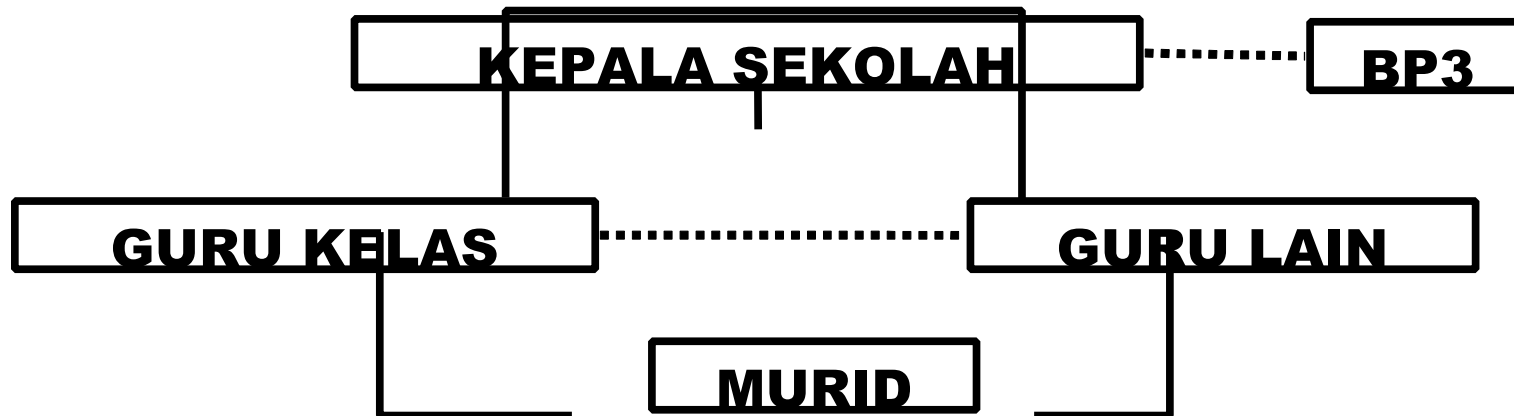 KEPALA SEKOLAH
BP3
GURU KELAS
GURU LAIN
MURID